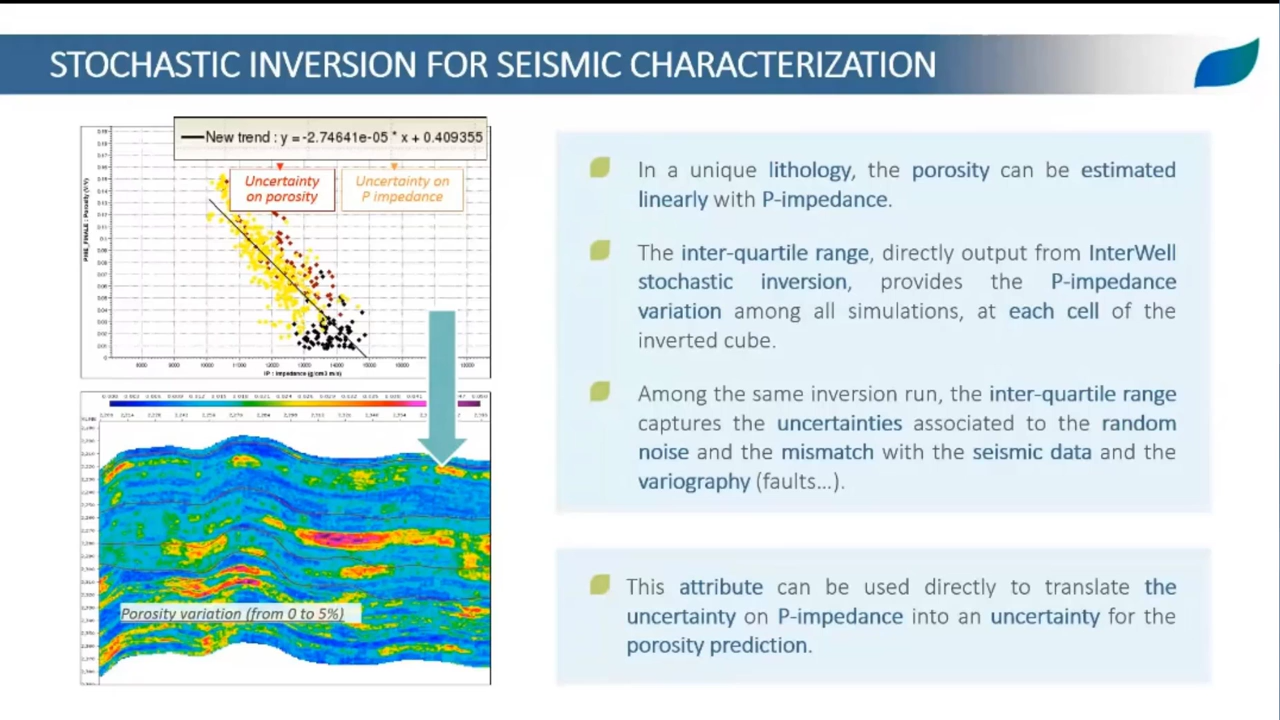 STOCHASTIC INVERSION FOR SEISMIC CHARACTERIZATION
New trend : y = -2.74641e-05 * x + 0.409355
Uncertainty
on porosity
Uncertainty on
P impedance
IP : Impedance (g/cm3 m/s)
Porosity variation (from 0 to 5%)
In a unique lithology, the porosity can be estimated
linearly with P-impedance.
The inter-quartile range, directly output from InterWell
stochastic inversion, provides the P-impedance
variation among all simulations, at each cell of the
inverted cube.
Among the same inversion run, the inter-quartile range
captures the uncertainties associated to the random
noise and the mismatch with the seismic data and the
variography (faults...).
This attribute can be used directly to translate the
uncertainty on P-impedance into an uncertainty for the
porosity prediction.